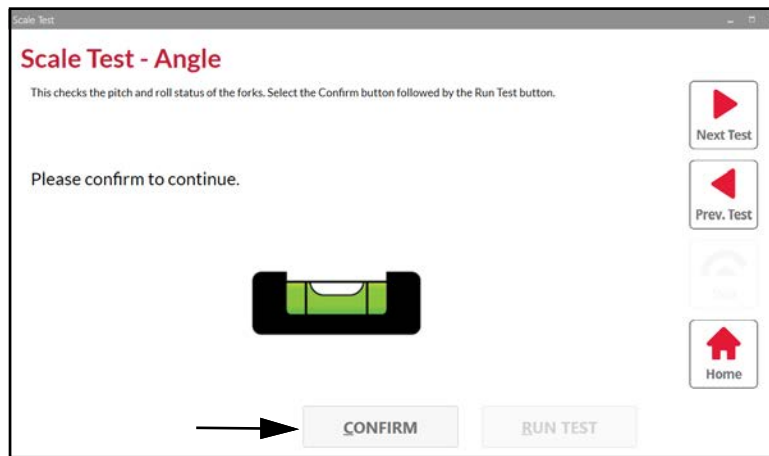 Scale Test
Scale Test - Angle
This checks the pitch and roll status of the forks. Select the Confirm button followed by the Run Test button.
Next Test
Please confirm to continue.
Prev. Test
Home
CONFIRM
RUN TEST